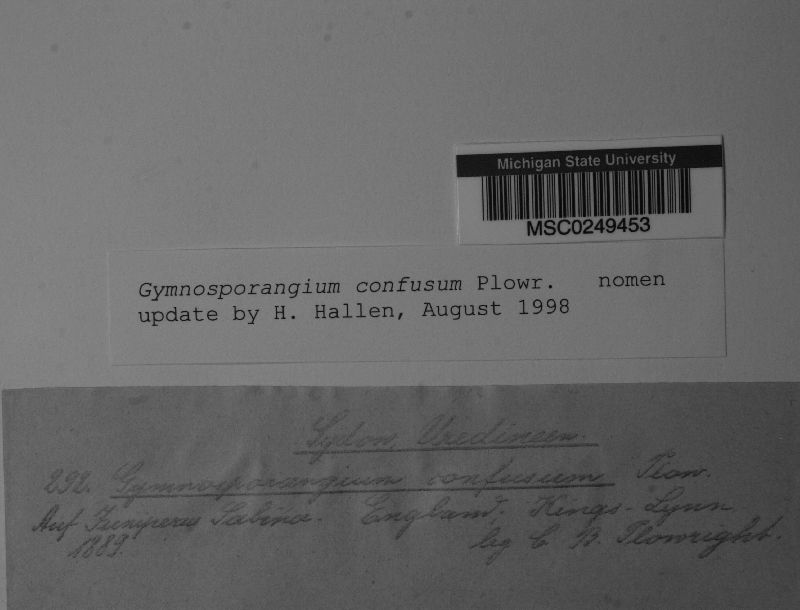 Michigan State University
MSC0249453
Gymnosporangium confusum Plowr. nomen
update by H. Hallen, August 1998
Sydow, Uredineen.
292. Gymnosporangium confusum Plow.
Auf Juniperus Sabina. England. Kings-Lynn
1889. leg C. B. Plowright.